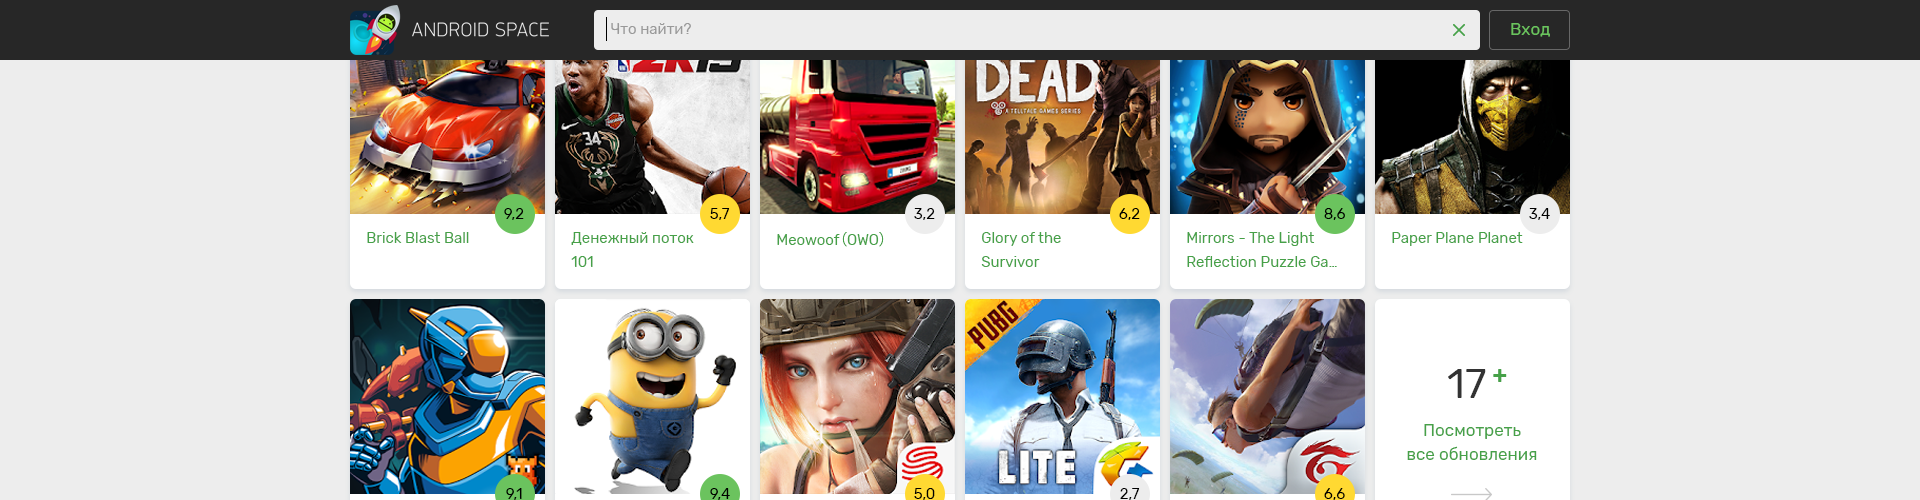 ANDROID SPACE
Что найти?
Вход
2K19
34
DEAD
A TELLTALE GAMES SERIES
9,2
5,7
3,2
6,2
8,6
3,4
Brick Blast Ball
Денежный поток
101
Meowoof (OWO)
Glory of the
Survivor
Mirrors - The Light
Reflection Puzzle Ga...
Paper Plane Planet
PUBG
LITE
17+
Посмотреть
все обновления
9,1
9,4
5,0
2,7
6,6